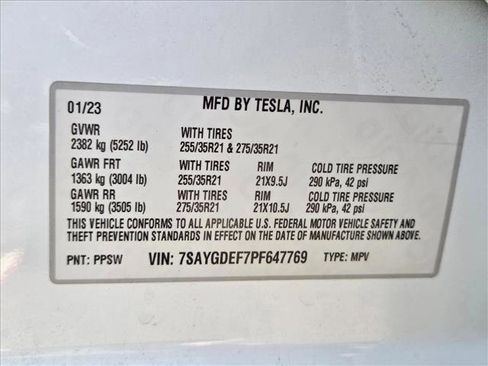 01/23 MFD BY TESLA, INC.
GVWR WITH TIRES
2382 kg (5252 lb) 255/35R21 & 275/35R21
GAWR FRT WITH TIRES RIM COLD TIRE PRESSURE
1363 kg (3004 lb) 255/35R21 21X9.5J 290 kPa, 42 psi
GAWR RR WITH TIRES RIM COLD TIRE PRESSURE
1590 kg (3505 lb) 275/35R21 21X10.5J 290 kPa, 42 psi
THIS VEHICLE CONFORMS TO ALL APPLICABLE U.S. FEDERAL MOTOR VEHICLE SAFETY AND
THEFT PREVENTION STANDARDS IN EFFECT ON THE DATE OF MANUFACTURE SHOWN ABOVE.
PNT: PPSW VIN: 7SAYGDEF7PF647769 TYPE: MPV